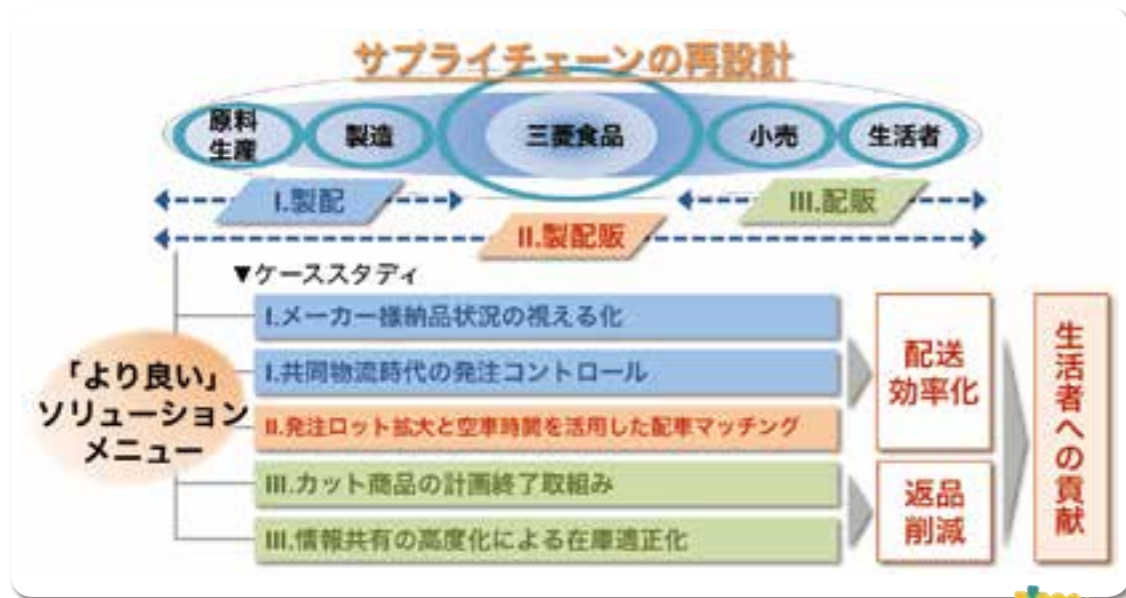 サプライチェーンの再設計
原料
生産
製造
三菱食品
小売
生活者
I.製配
III.配販
II.製配販
▼ケーススタディ
I.メーカー様納品状況の視える化
I.共同物流時代の発注コントロール
II.発注ロット拡大と空車時間を活用した配車マッチング
III.カット商品の計画終了取組み
III.情報共有の高度化による在庫適正化
「より良い」
ソリューション
メニュー
配送
効率化
返品
削減
生活者への貢献